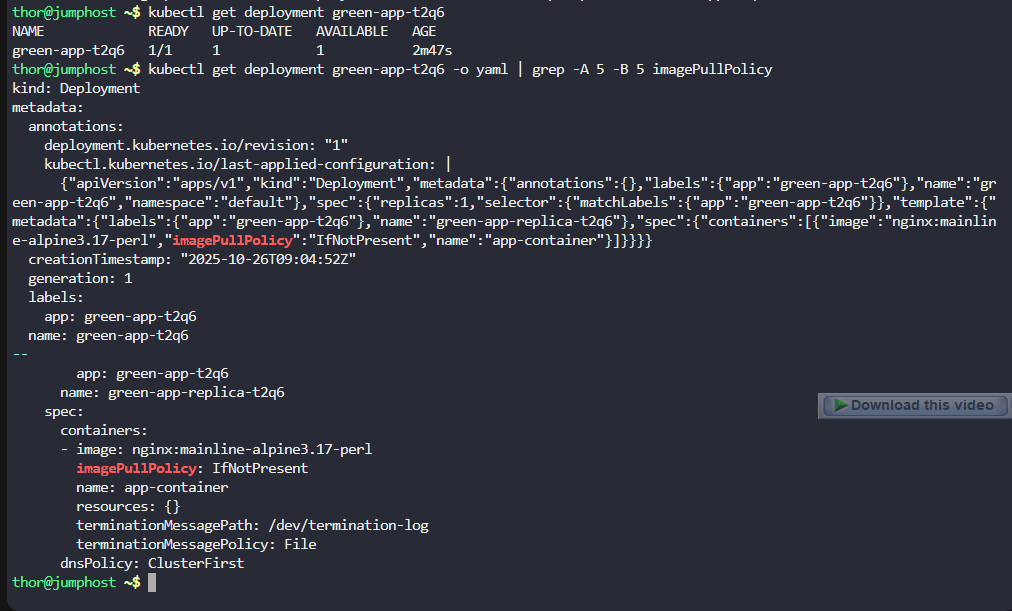 thor@jumphost ~$ kubectl get deployment green-app-t2q6
NAME             READY   UP-TO-DATE   AVAILABLE   AGE
green-app-t2q6   1/1     1            1           2m47s
thor@jumphost ~$ kubectl get deployment green-app-t2q6 -o yaml | grep -A 5 -B 5 imagePullPolicy
kind: Deployment
metadata:
  annotations:
    deployment.kubernetes.io/revision: "1"
    kubectl.kubernetes.io/last-applied-configuration: |
      {"apiVersion":"apps/v1","kind":"Deployment","metadata":{"annotations":{},"labels":{"app":"green-app-t2q6"},"name":"gr
een-app-t2q6","namespace":"default"},"spec":{"replicas":1,"selector":{"matchLabels":{"app":"green-app-t2q6"}},"template":{"
metadata":{"labels":{"app":"green-app-t2q6"},"name":"green-app-replica-t2q6"},"spec":{"containers":[{"image":"nginx:mainlin
e-alpine3.17-perl","imagePullPolicy":"IfNotPresent","name":"app-container"}]}}}}
  creationTimestamp: "2025-10-26T09:04:52Z"
  generation: 1
  labels:
    app: green-app-t2q6
  name: green-app-t2q6
--
        app: green-app-t2q6
      name: green-app-replica-t2q6
    spec:
      containers:
      - image: nginx:mainline-alpine3.17-perl
        imagePullPolicy: IfNotPresent
        name: app-container
        resources: {}
        terminationMessagePath: /dev/termination-log
        terminationMessagePolicy: File
      dnsPolicy: ClusterFirst
thor@jumphost ~$
Download this video